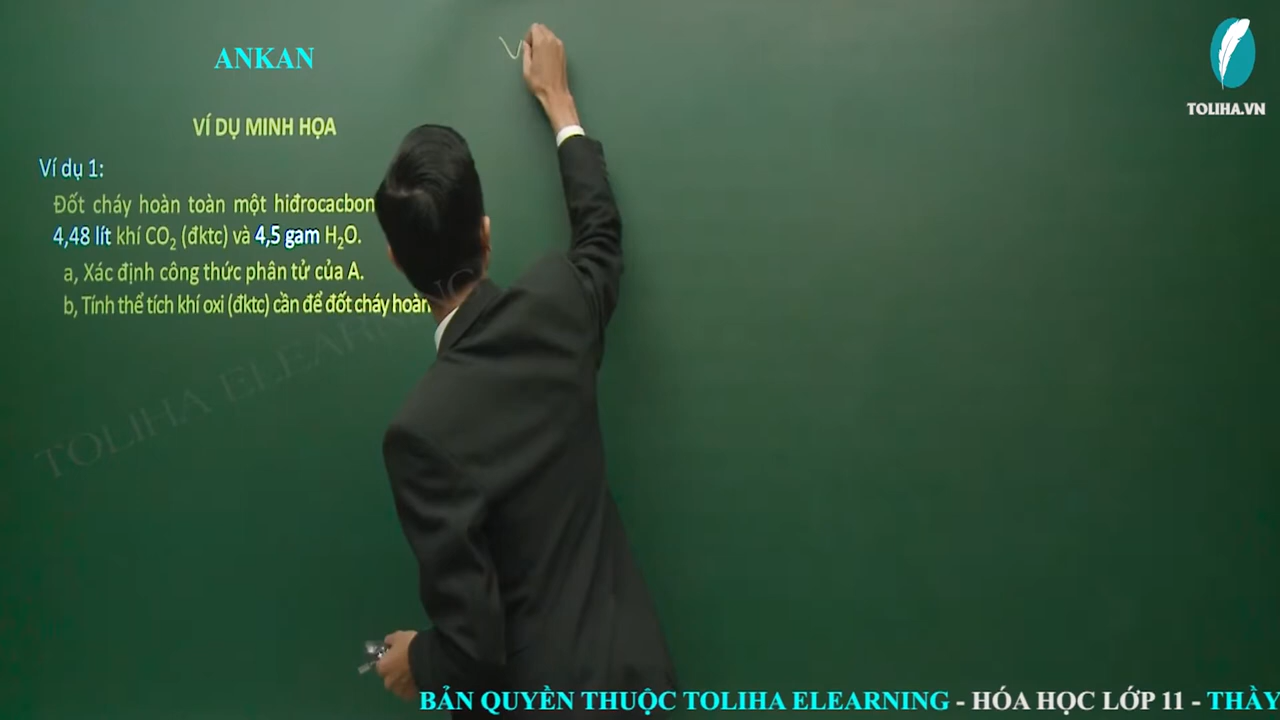 ANKAN
VÍ DỤ MINH HỌA
Ví dụ 1:
Đốt cháy hoàn toàn một hiđrocacbon
4,48 lít khí CO₂ (đktc) và 4,5 gam H₂O.
a, Xác định công thức phân tử của A.
b, Tính thể tích khí oxi (đktc) cần để đốt cháy hoàn
TOLIHA ELEARNING
TOLIHA.VN
BẢN QUYỀN THUỘC TOLIHA ELEARNING - HÓA HỌC LỚP 11 - THẦY